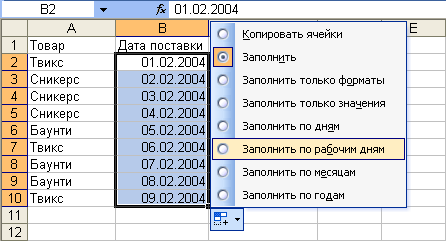 B2 fx 01.02.2004
A B E
1 Товар Дата поставки
2 Твикс 01.02.2004
3 Сникерс 02.02.2004
4 Сникерс 03.02.2004
5 Сникерс 04.02.2004
6 Баунти 05.02.2004
7 Твикс 06.02.2004
8 Баунти 07.02.2004
9 Баунти 08.02.2004
10 Твикс 09.02.2004
11
12
Копировать ячейки
Заполнить
Заполнить только форматы
Заполнить только значения
Заполнить по дням
Заполнить по рабочим дням
Заполнить по месяцам
Заполнить по годам